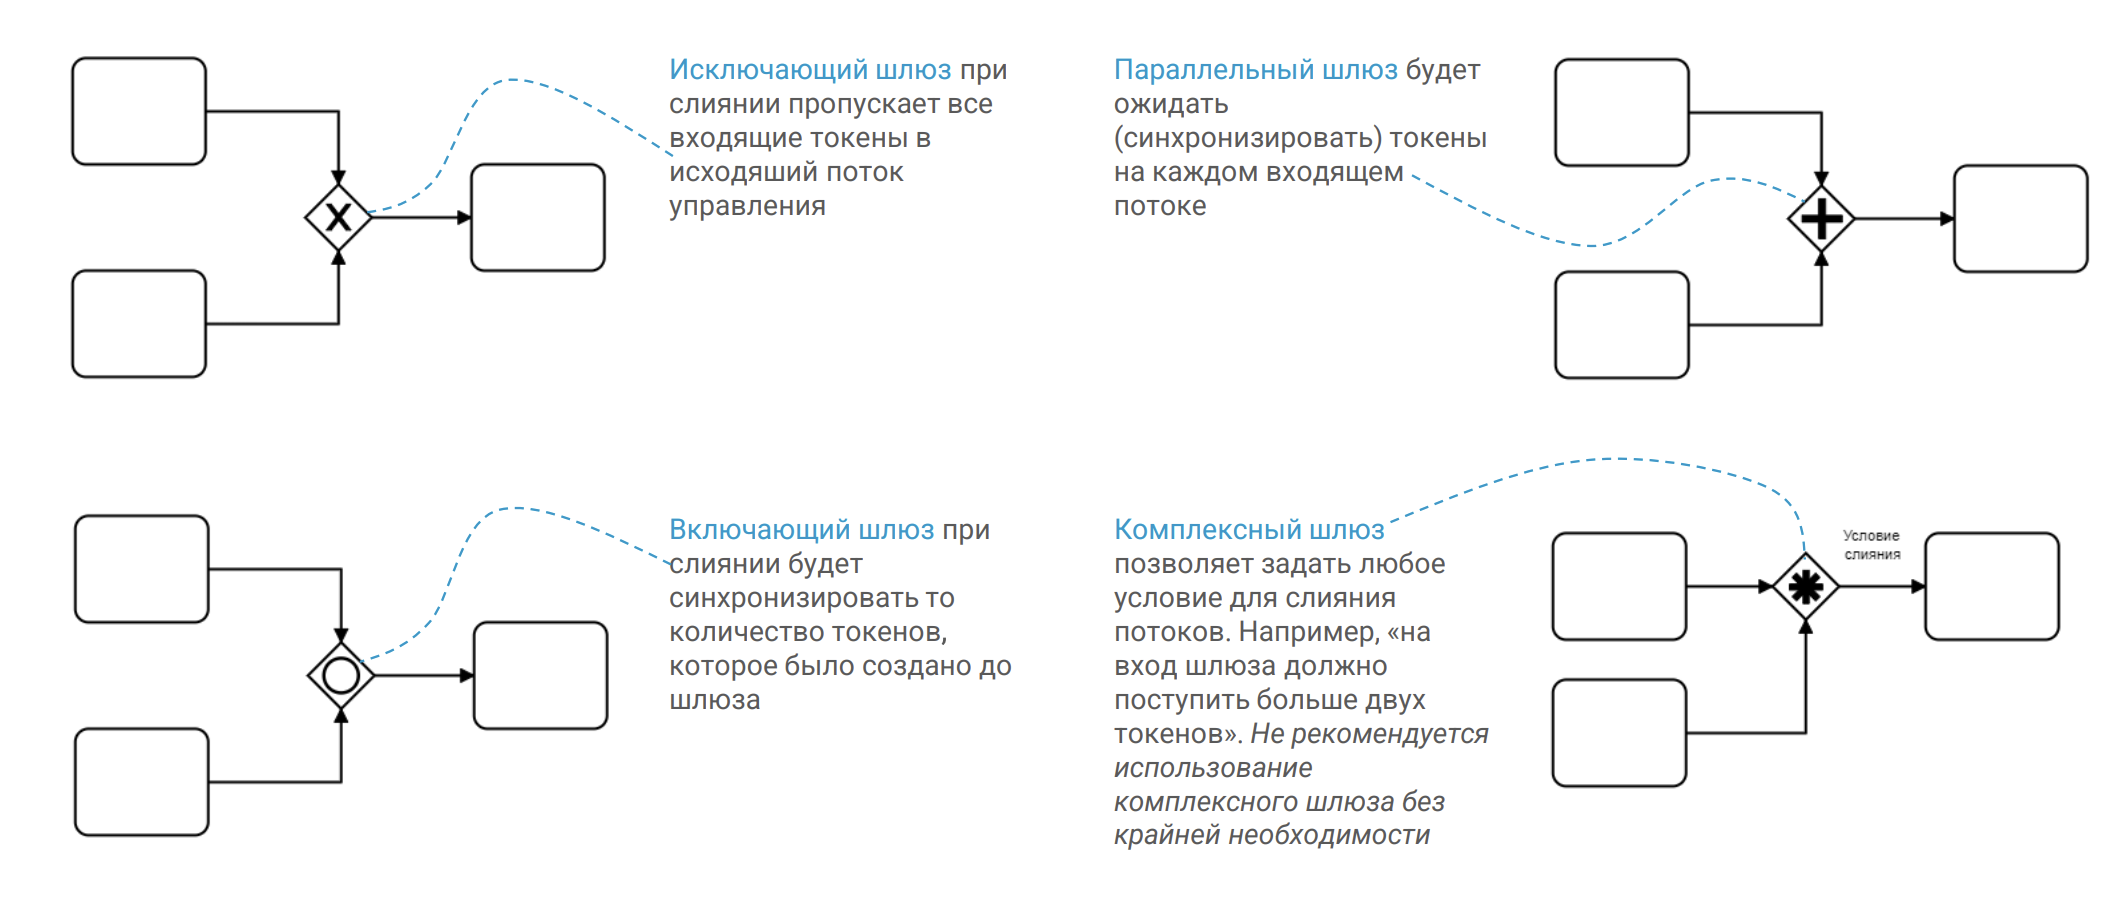 Исключающий шлюз при
слиянии пропускает все
входящие токены в
исходяший поток
управления
Параллельный шлюз будет
ожидать
(синхронизировать) токены
на каждом входящем
потоке
Включающий шлюз при
слиянии будет
синхронизировать то
количество токенов,
которое было создано до
шлюза
Комплексный шлюз
позволяет задать любое
условие для слияния
потоков. Например, «на
вход шлюза должно
поступить больше двух
токенов». Не рекомендуется
использование
комплексного шлюза без
крайней необходимости
Условие
слияния